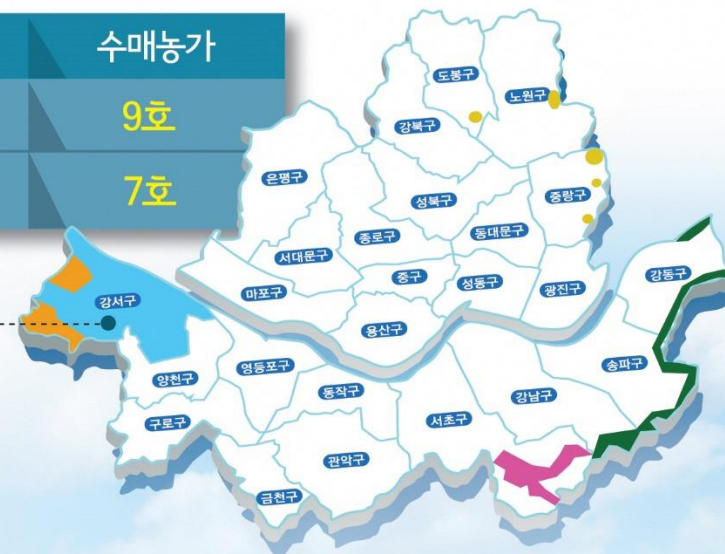 수매농가
9호
7호
도봉구
노원구
강북구
은평구
성북구
중랑구
종로구
동대문구
서대문구
중구
성동구
광진구
마포구
용산구
강동구
강서구
송파구
양천구
영등포구
동작구
강남구
구로구
서초구
관악구
금천구